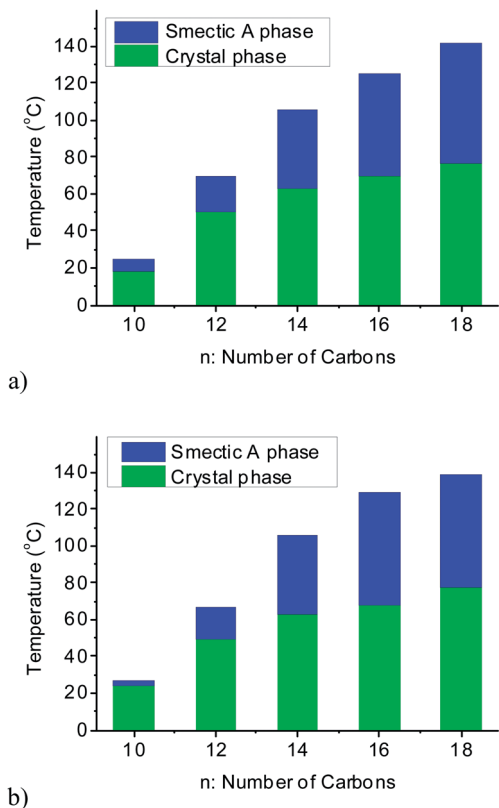 Smectic A phase
Crystal phase
140
120
100
80
60
40
20
0
Temperature (°C)
10 12 14 16 18
n: Number of Carbons
a)
Smectic A phase
Crystal phase
140
120
100
80
60
40
20
0
Temperature (°C)
10 12 14 16 18
n: Number of Carbons
b)